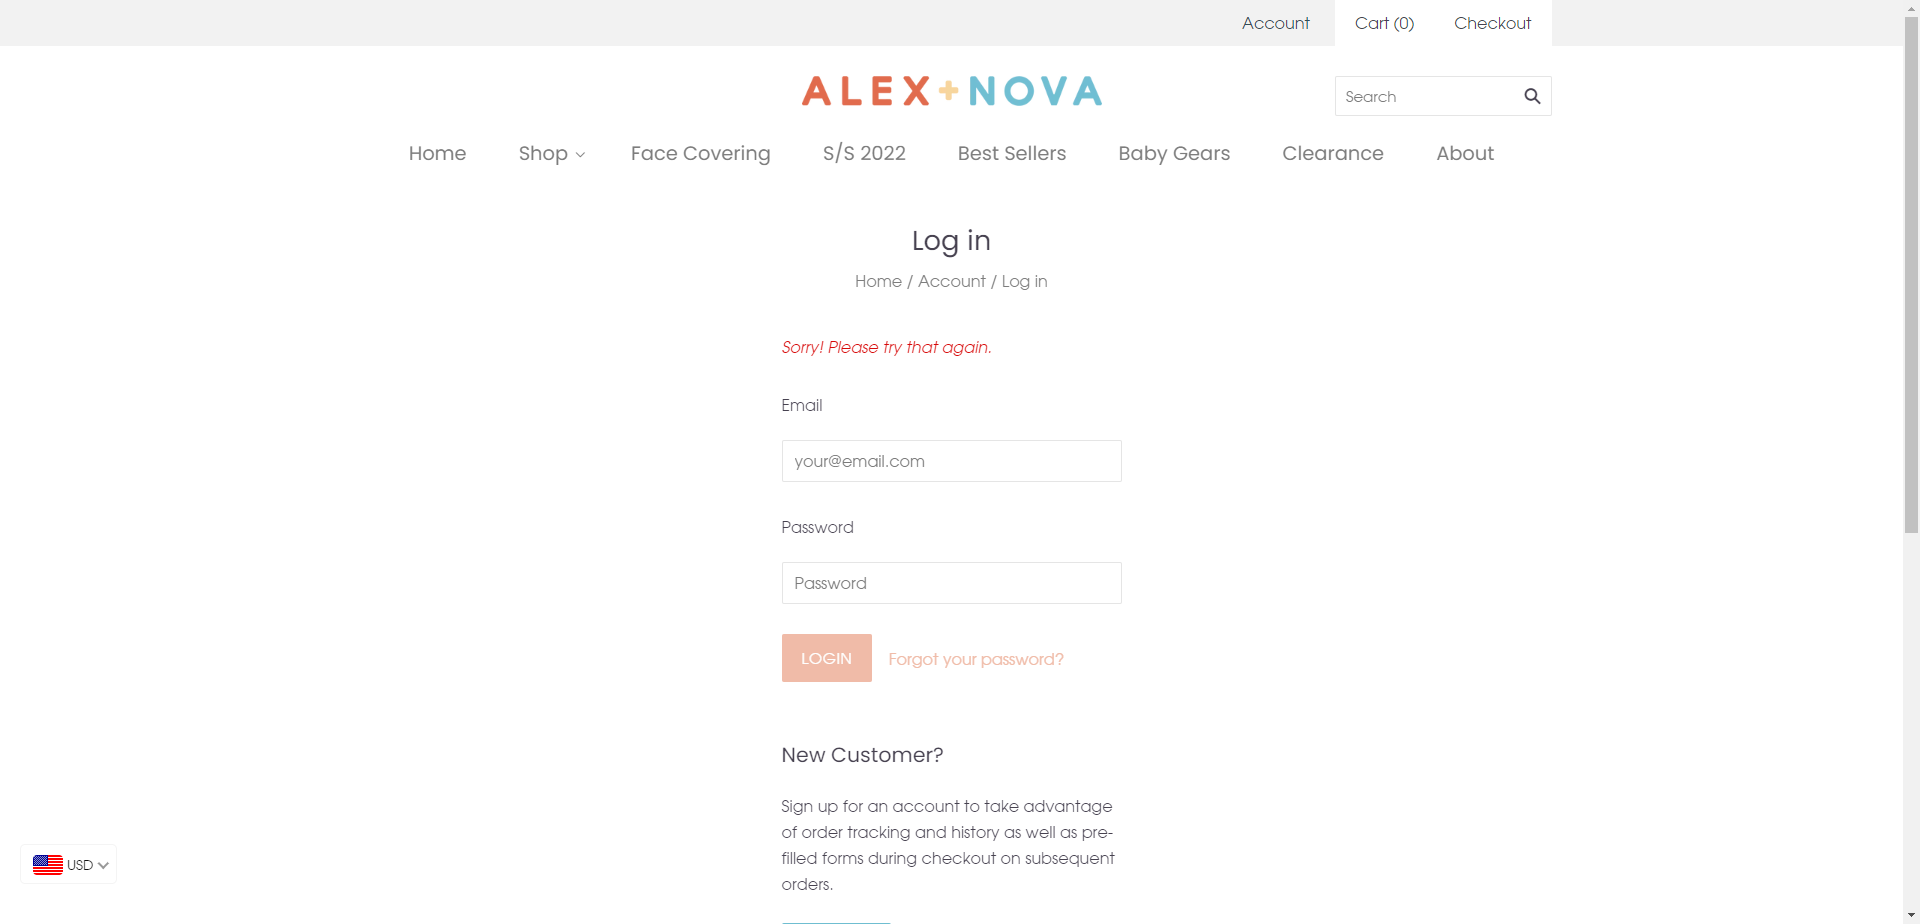 Account
Cart (0)
Checkout
ALEX+NOVA
Search
Home
Shop
Face Covering
S/S 2022
Best Sellers
Baby Gears
Clearance
About
Log in
Home / Account / Log in
Sorry! Please try that again.
Email
your@email.com
Password
Password
LOGIN
Forgot your password?
New Customer?
Sign up for an account to take advantage
of order tracking and history as well as pre-
filled forms during checkout on subsequent
orders.
USD